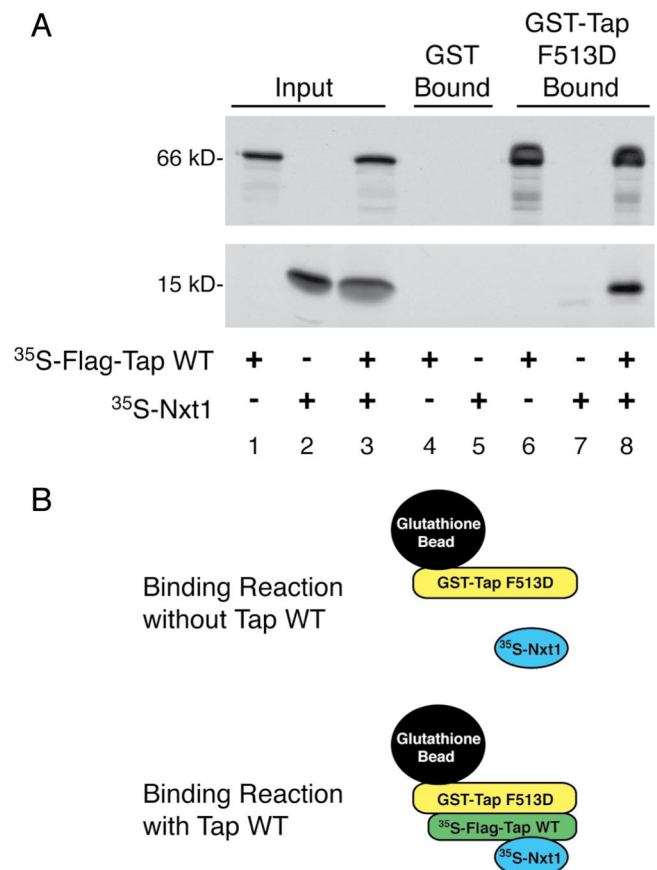 A
GST-Tap
GST F513D
Input Bound Bound
66 kD-
15 kD-
35S-Flag-Tap WT + - + + - + - +
35S-Nxt1 - + + - + - + +
1 2 3 4 5 6 7 8
B
Glutathione
Bead
GST-Tap F513D
Binding Reaction
without Tap WT
35S-Nxt1
Glutathione
Bead
GST-Tap F513D
Binding Reaction
with Tap WT
35S-Flag-Tap WT
35S-Nxt1